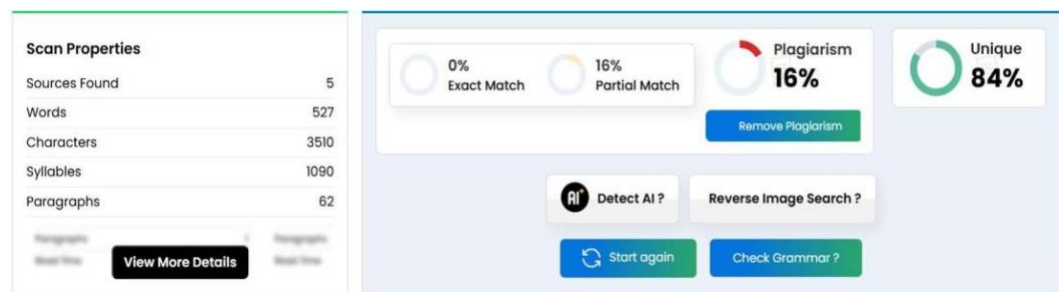 Scan Properties
Sources Found 5
Words 527
Characters 3510
Syllables 1090
Paragraphs 62
View More Details
0%
Exact Match
16%
Partial Match
Plagiarism
16%
Remove Plagiarism
Unique
84%
AI Detect AI ?
Reverse Image Search ?
Start again
Check Grammar ?